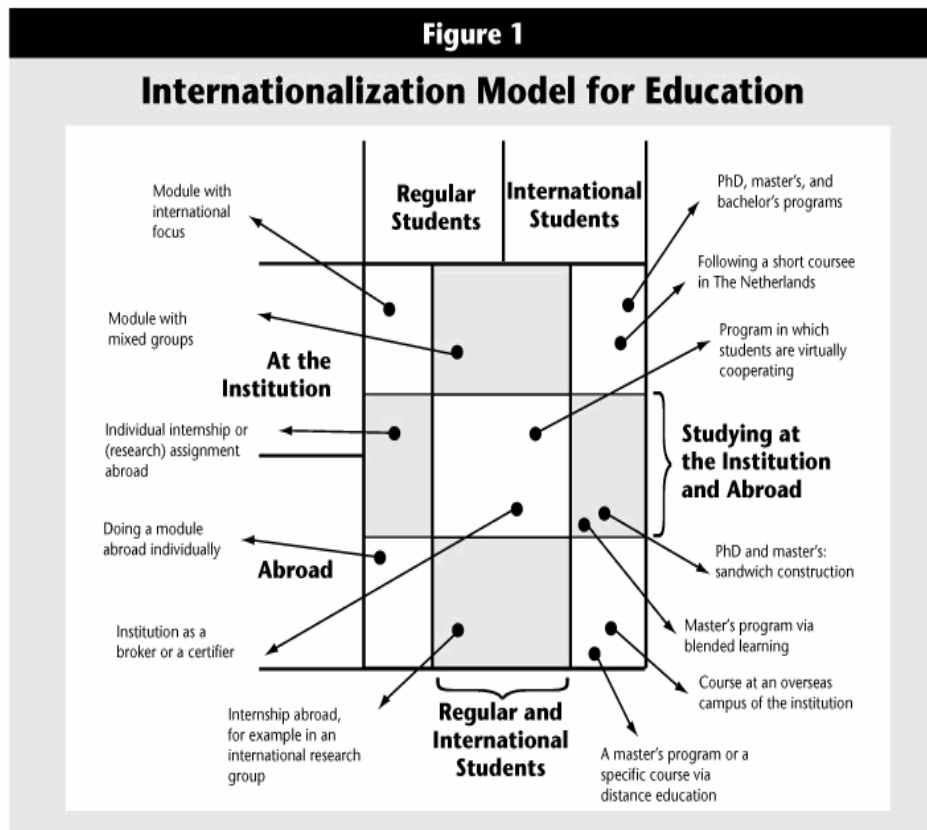 Figure 1
Internationalization Model for Education
Regular
Students
International
Students
Module with
international
focus
PhD, master's, and
bachelor's programs
Following a short coursee
in The Netherlands
Module with
mixed groups
Program in which
students are virtually
cooperating
At the
Institution
Individual internship or
(research) assignment
abroad
Studying at
the Institution
and Abroad
Doing a module
abroad individually
Abroad
PhD and master's:
sandwich construction
Institution as a
broker or a certifier
Master's program via
blended learning
Course at an overseas
campus of the institution
Internship abroad,
for example in an
international research
group
Regular and
International
Students
A master's program or a
specific course via
distance education